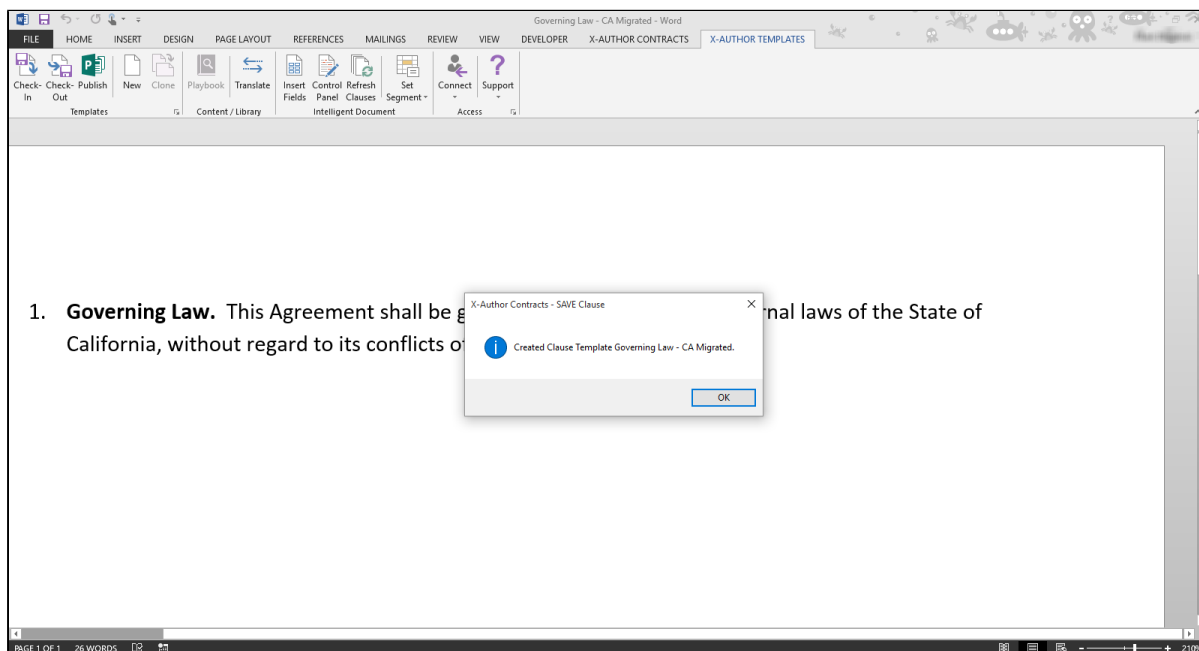 Governing Law - CA Migrated - Word
FILE HOME INSERT DESIGN PAGE LAYOUT REFERENCES MAILINGS REVIEW VIEW DEVELOPER X-AUTHOR CONTRACTS X-AUTHOR TEMPLATES
Check- Check- Publish New Clone Playbook Translate Insert Control Refresh Set Connect Support
In Out Fields Panel Clauses Segment
Templates Content / Library Intelligent Document Access
X-Author Contracts - SAVE Clause
1. Governing Law. This Agreement shall be rnal laws of the State of
California, without regard to its conflicts
Created Clause Template Governing Law - CA Migrated.
OK
PAGE 1 OF 1 26 WORDS